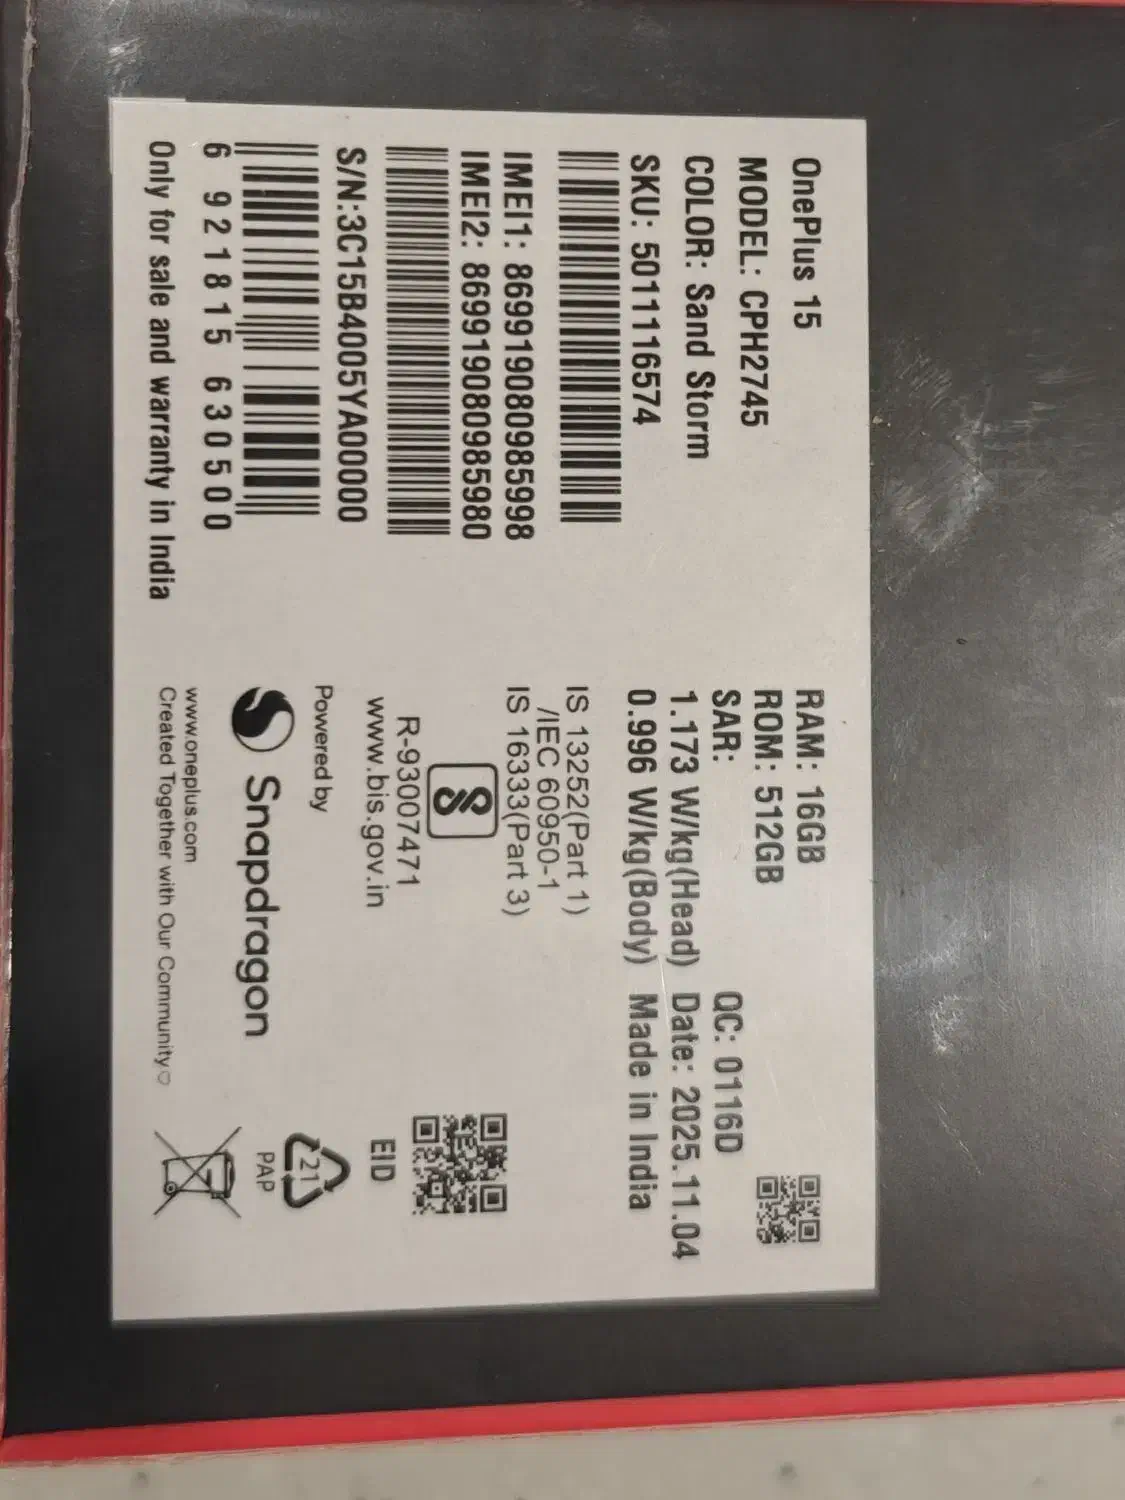 OnePlus 15
MODEL: CPH2745
COLOR: Sand Storm
SKU: 5011116574
IMEI1: 869919080985998
IMEI2: 869919080985980
S/N:3C15B4005YA00000
6 921815 630500
Only for sale and warranty in India
RAM: 16GB
ROM: 512GB
SAR:
1.173 W/kg(Head)
0.996 W/kg(Body)
QC: 0116D
Date: 2025.11.04
Made in India
IS 13252(Part 1)
/IEC 60950-1
IS 16333(Part 3)
R-93007471
www.bis.gov.in
Powered by
Snapdragon
www.oneplus.com
Created Together with Our Community♡
EID
21
PAP